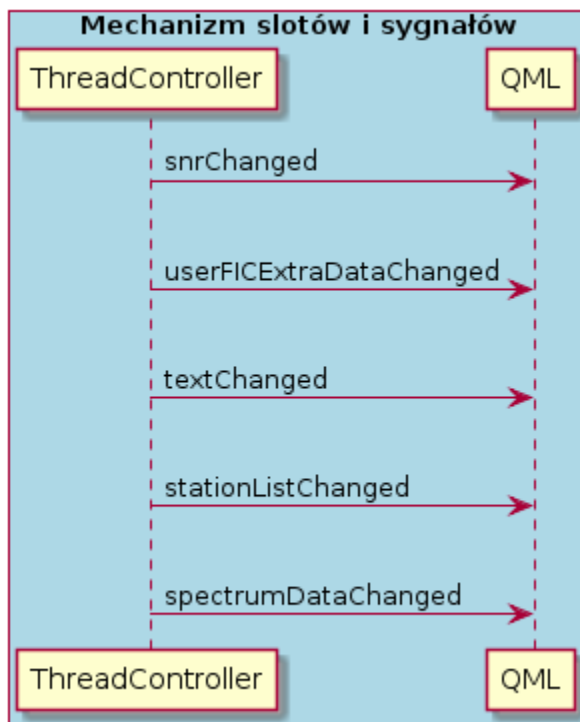 Mechanizm slotów i sygnałów
ThreadController QML
snrChanged
userFICExtraDataChanged
textChanged
stationListChanged
spectrumDataChanged
ThreadController QML